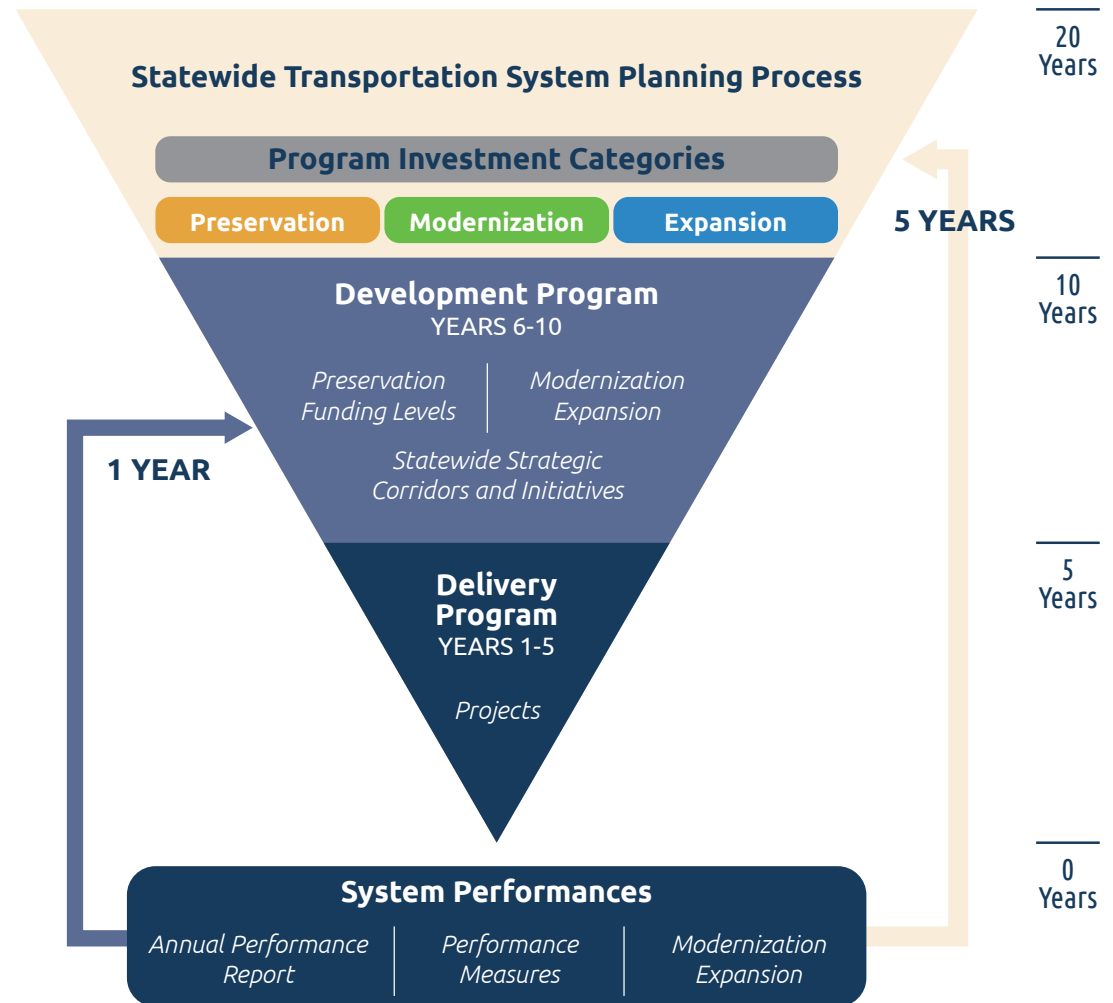 Statewide Transportation System Planning Process
Program Investment Categories
Preservation
Modernization
Expansion
5 YEARS
Development Program
YEARS 6-10
Preservation
Funding Levels
Modernization
Expansion
Statewide Strategic
Corridors and Initiatives
1 YEAR
Delivery
Program
YEARS 1-5
Projects
System Performances
Annual Performance
Report
Performance
Measures
Modernization
Expansion
20
Years
10
Years
5
Years
0
Years